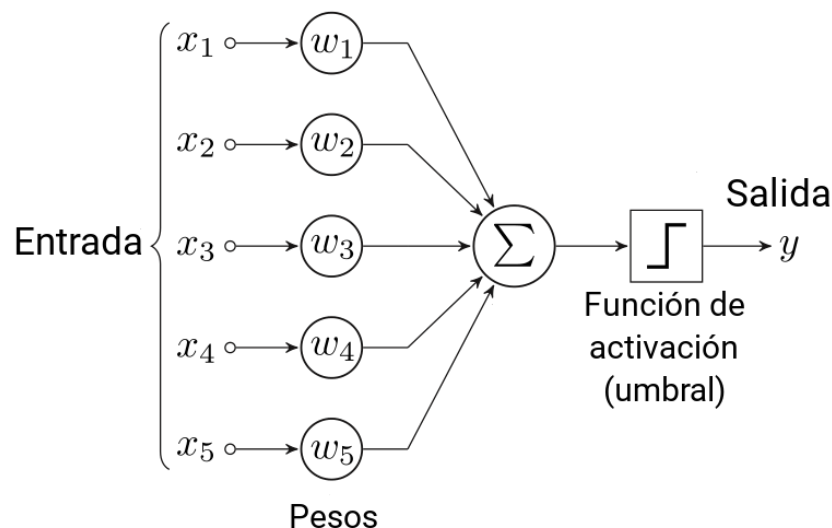 x₁ w₁
x₂ w₂
Salida
Entrada x₃ w₃ Σ y
Función de
activación
(umbral)
x₄ w₄
x₅ w₅
Pesos